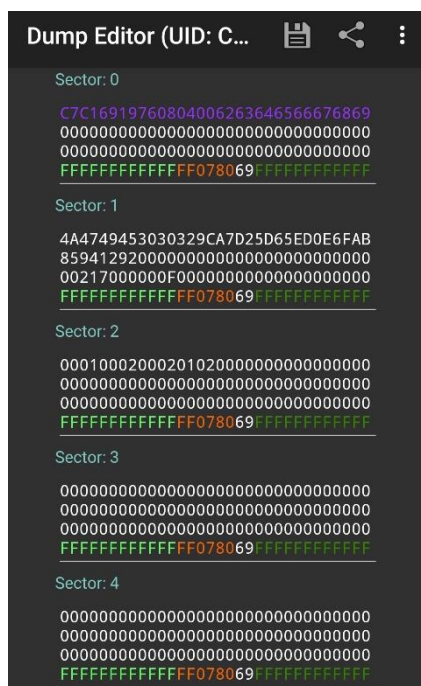 Dump Editor (UID: C...
Sector: 0
C7C16919760804006263646566676869
00000000000000000000000000000000
00000000000000000000000000000000
FFFFFFFFFFFFFF078069FFFFFFFFFFFF
Sector: 1
4A4749453030329CA7D25D65ED0E6FAB
85941292000000000000000000000000
00217000000F00000000000000000000
FFFFFFFFFFFFFF078069FFFFFFFFFFFF
Sector: 2
00010002000201020000000000000000
00000000000000000000000000000000
00000000000000000000000000000000
FFFFFFFFFFFFFF078069FFFFFFFFFFFF
Sector: 3
00000000000000000000000000000000
00000000000000000000000000000000
00000000000000000000000000000000
FFFFFFFFFFFFFF078069FFFFFFFFFFFF
Sector: 4
00000000000000000000000000000000
00000000000000000000000000000000
00000000000000000000000000000000
FFFFFFFFFFFFFF078069FFFFFFFFFFFF